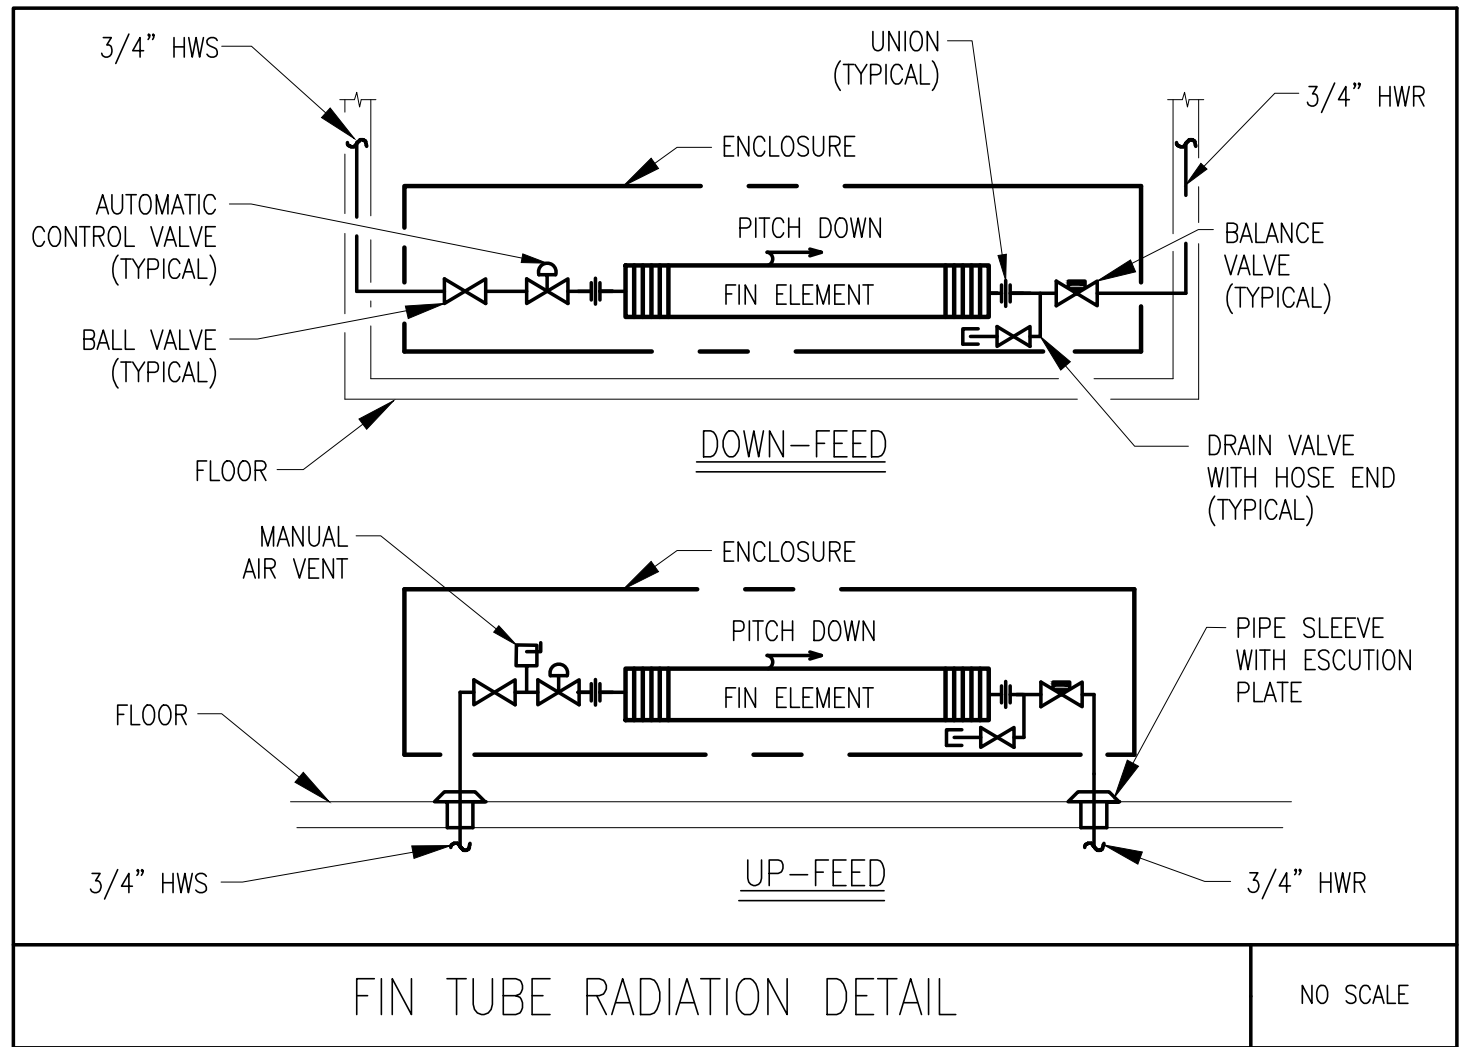 3/4” HWS
UNION
(TYPICAL)
3/4” HWR
ENCLOSURE
AUTOMATIC
CONTROL VALVE
(TYPICAL)
PITCH DOWN
BALANCE
VALVE
(TYPICAL)
FIN ELEMENT
BALL VALVE
(TYPICAL)
FLOOR
DOWN-FEED
DRAIN VALVE
WITH HOSE END
(TYPICAL)
MANUAL
AIR VENT
ENCLOSURE
PITCH DOWN
PIPE SLEEVE
WITH ESCUTION
PLATE
FIN ELEMENT
FLOOR
3/4” HWS
UP-FEED
3/4” HWR
FIN TUBE RADIATION DETAIL
NO SCALE